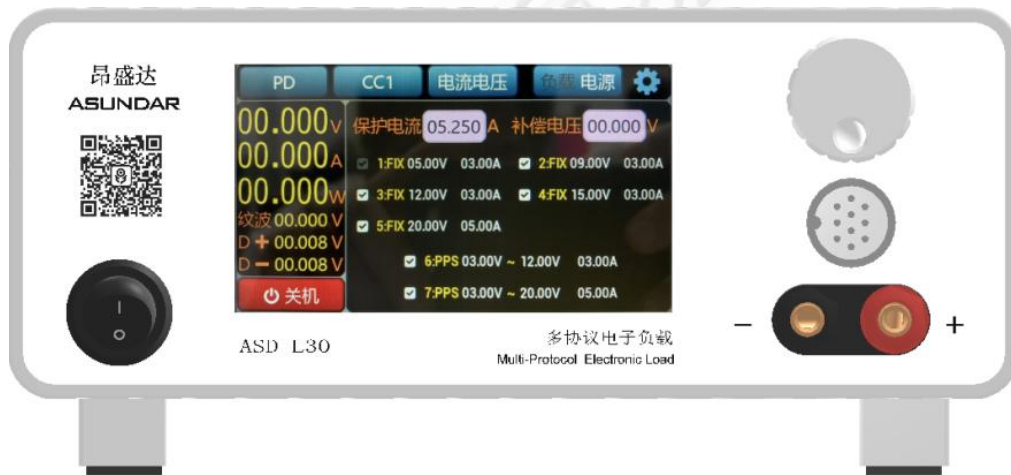 昂盛达
ASUNDAR
PD CC1 电流电压 负载 电源
00.000V 保护电流 05.250 A 补偿电压 00.000 V
00.000A 1:FIX 05.00V 03.00A 2:FIX 09.00V 03.00A
00.000W 3:FIX 12.00V 03.00A 4:FIX 15.00V 03.00A
纹波 00.000 V 5:FIX 20.00V 05.00A
D+ 00.008 V
D- 00.008 V 6:PPS 03.00V ~ 12.00V 03.00A
关机 7:PPS 03.00V ~ 20.00V 05.00A
I
O
ASD L30
多协议电子负载
Multi-Protocol Electronic Load
- +